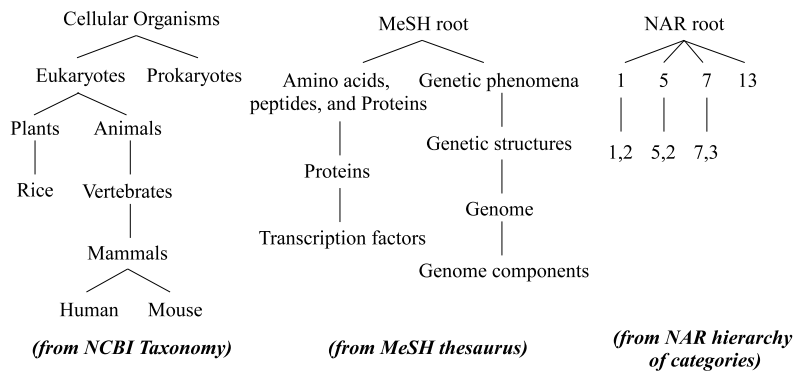 Cellular Organisms
Eukaryotes Prokaryotes
Plants Animals
Rice Vertebrates
Mammals
Human Mouse
(from NCBI Taxonomy)
MeSH root
Amino acids,
peptides, and Proteins
Genetic phenomena
Genetic structures
Proteins
Genome
Transcription factors
Genome components
(from MeSH thesaurus)
NAR root
1 5 7 13
1,2 5,2 7,3
(from NAR hierarchy
of categories)